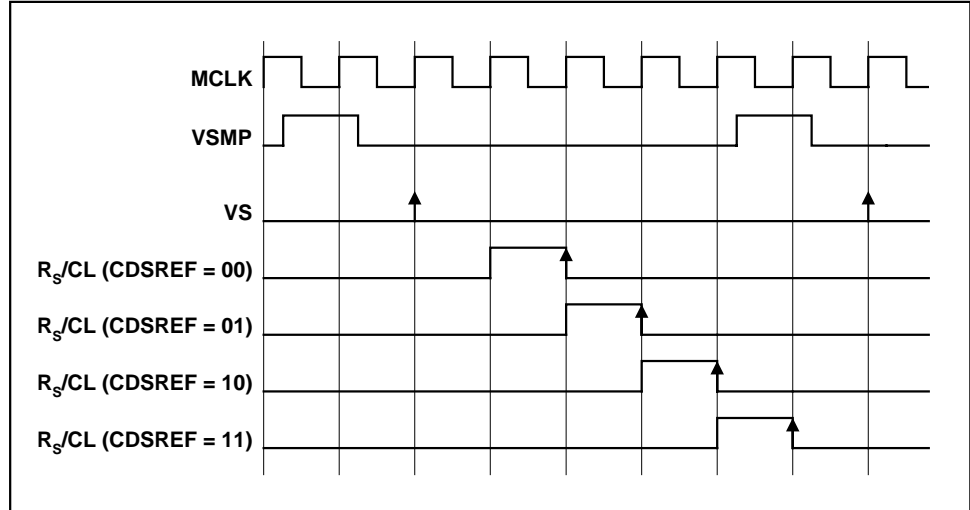 MCLK
VSMP
VS
RS/CL (CDSREF = 00)
RS/CL (CDSREF = 01)
RS/CL (CDSREF = 10)
RS/CL (CDSREF = 11)